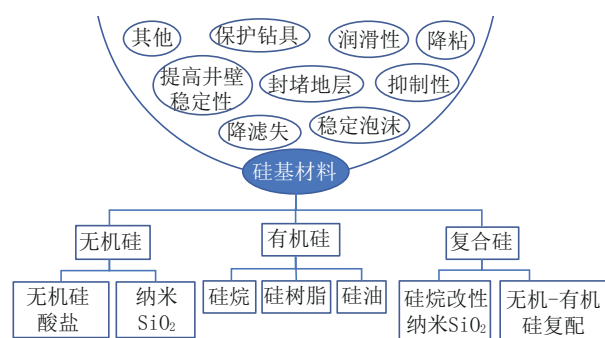 其他
保护钻具
润滑性
降粘
提高井壁
稳定性
封堵地层
抑制性
降滤失
稳定泡沫
硅基材料
无机硅
有机硅
复合硅
无机硅
酸盐
纳米
SiO₂
硅烷
硅树脂
硅油
硅烷改性
纳米SiO₂
无机-有机
硅复配